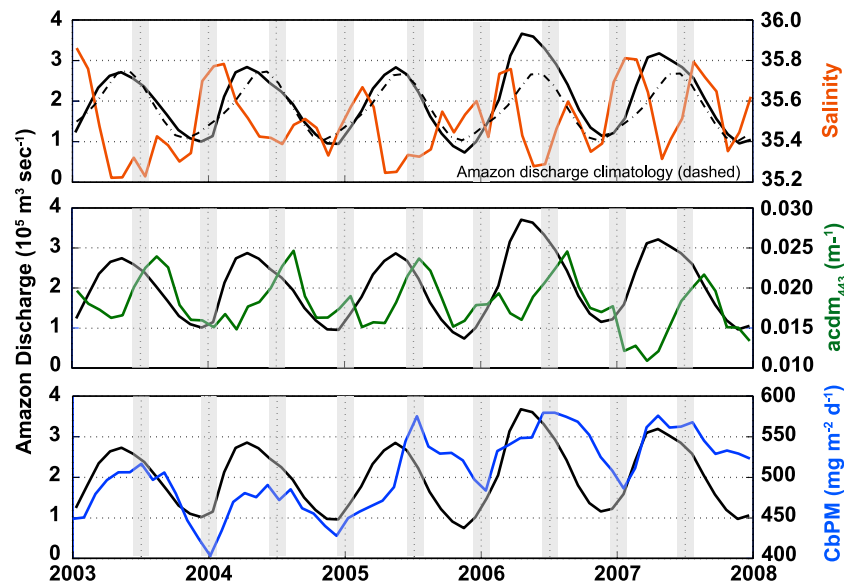 4 36.0
3 35.8
2 35.6
1 35.4
0 35.2
Amazon discharge climatology (dashed)
Salinity
Amazon Discharge (10⁵ m³ sec⁻¹)
4 0.030
3 0.025
2 0.020
1 0.015
0 0.010
acdm₄₄₃ (m-¹)
4 600
3 550
2 500
1 450
0 400
CbPM (mg m⁻² d⁻¹)
2003 2004 2005 2006 2007 2008